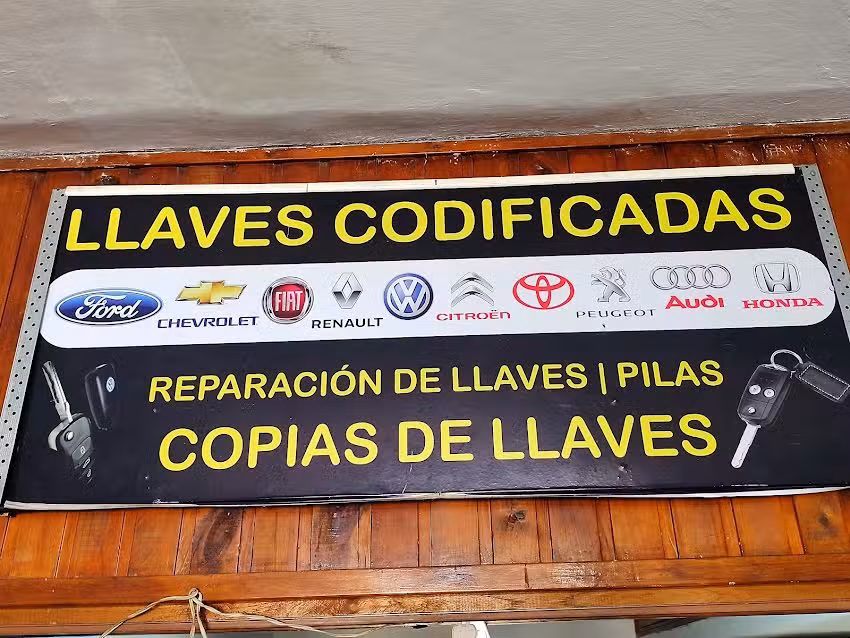 LLAVES CODIFICADAS
Ford CHEVROLET FIAT RENAULT CITROËN PEUGEOT Audi HONDA
REPARACIÓN DE LLAVES | PILAS
COPIAS DE LLAVES